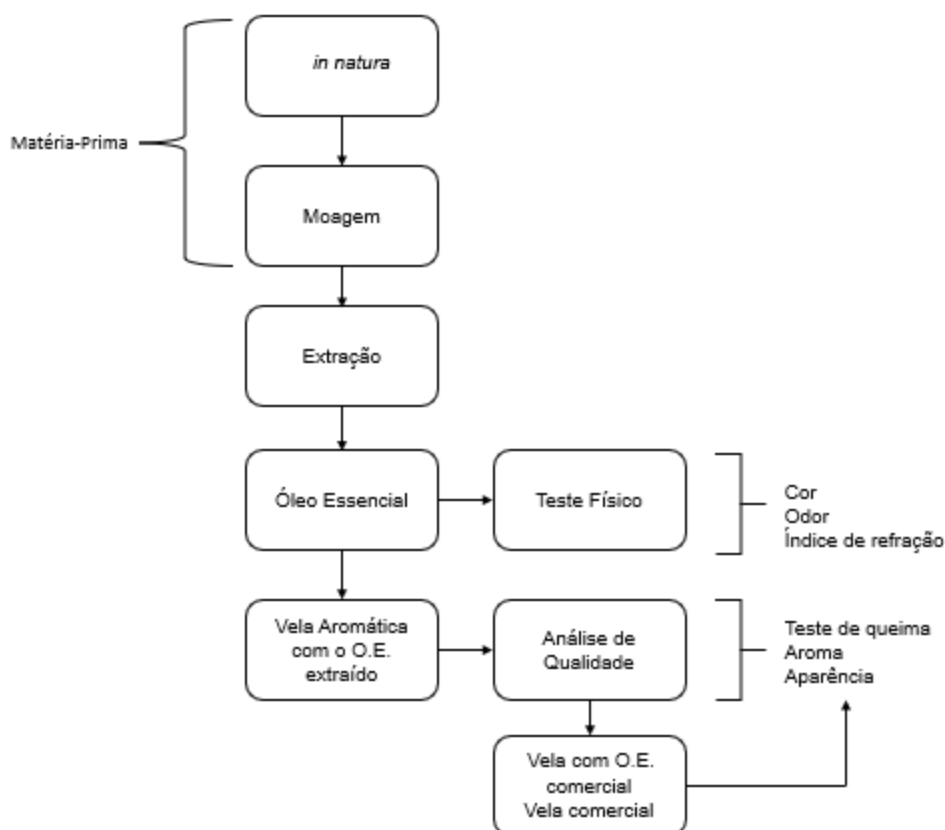 in natura
Matéria-Prima
Moagem
Extração
Óleo Essencial
Teste Físico
Cor
Odor
Índice de refração
Vela Aromática
com o O.E.
extraído
Análise de
Qualidade
Teste de queima
Aroma
Aparência
Vela com O.E.
comercial
Vela comercial